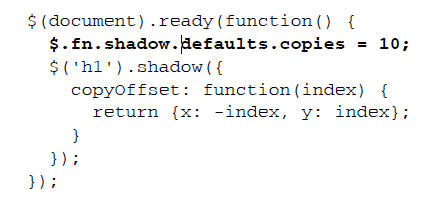 $(document).ready(function() {
  $.fn.shadow.defaults.copies = 10;
  $('h1').shadow({
    copyOffset: function(index) {
      return {x: -index, y: index};
    }
  });
});